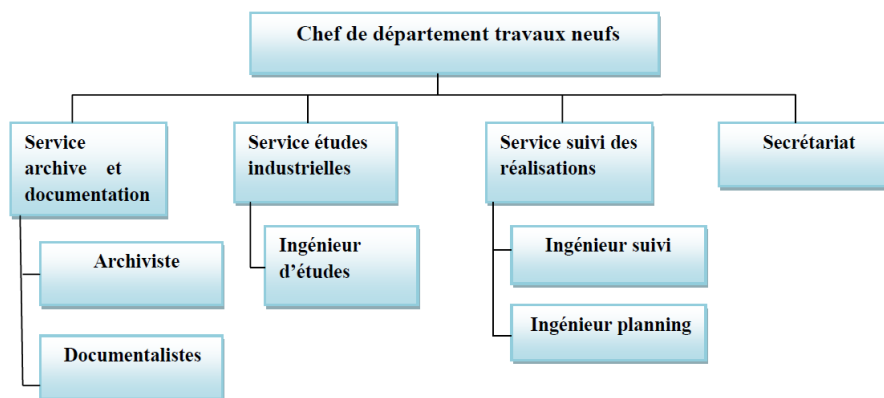 Chef de département travaux neufs
Service
archive et
documentation
Service études
industrielles
Service suivi des
réalisations
Secrétariat
Archiviste
Documentalistes
Ingénieur
d’études
Ingénieur suivi
Ingénieur planning